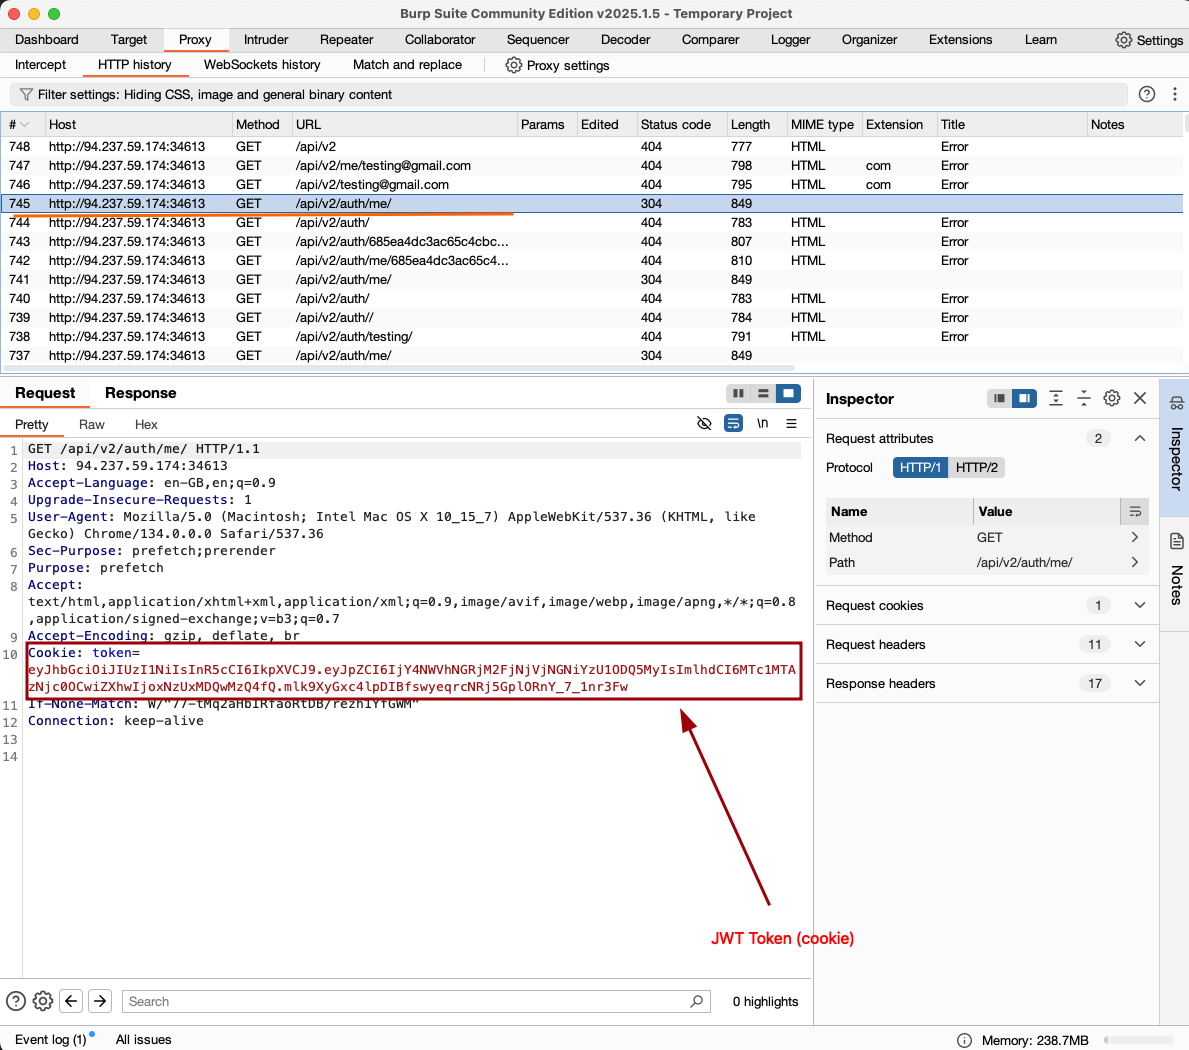 Burp Suite Community Edition v2025.1.5 - Temporary Project
Dashboard Target Proxy Intruder Repeater Collaborator Sequencer Decoder Comparer Logger Organizer Extensions Learn Settings
Intercept HTTP history WebSockets history Match and replace Proxy settings
Filter settings: Hiding CSS, image and general binary content
# Host Method URL Params Edited Status code Length MIME type Extension Title Notes
748 http://94.237.59.174:34613 GET /api/v2 404 777 HTML Error
747 http://94.237.59.174:34613 GET /api/v2/me/testing@gmail.com 404 798 HTML com Error
746 http://94.237.59.174:34613 GET /api/v2/testing@gmail.com 404 795 HTML com Error
745 http://94.237.59.174:34613 GET /api/v2/auth/me/ 304 849
744 http://94.237.59.174:34613 GET /api/v2/auth/ 404 783 HTML Error
743 http://94.237.59.174:34613 GET /api/v2/auth/685ea4dc3ac65c4cbc... 404 807 HTML Error
742 http://94.237.59.174:34613 GET /api/v2/auth/me/685ea4dc3ac65c4... 404 810 HTML Error
741 http://94.237.59.174:34613 GET /api/v2/auth/me/ 304 849
740 http://94.237.59.174:34613 GET /api/v2/auth/ 404 783 HTML Error
739 http://94.237.59.174:34613 GET /api/v2/auth// 404 784 HTML Error
738 http://94.237.59.174:34613 GET /api/v2/auth/testing/ 404 791 HTML Error
737 http://94.237.59.174:34613 GET /api/v2/auth/me/ 304 849
Request Response
Pretty Raw Hex \n
1 GET /api/v2/auth/me/ HTTP/1.1
2 Host: 94.237.59.174:34613
3 Accept-Language: en-GB,en;q=0.9
4 Upgrade-Insecure-Requests: 1
5 User-Agent: Mozilla/5.0 (Macintosh; Intel Mac OS X 10_15_7) AppleWebKit/537.36 (KHTML, like
Gecko) Chrome/134.0.0.0 Safari/537.36
6 Sec-Purpose: prefetch;prerender
7 Purpose: prefetch
8 Accept:
text/html,application/xhtml+xml,application/xml;q=0.9,image/avif,image/webp,image/apng,*/*;q=0.8
,application/signed-exchange;v=b3;q=0.7
9 Accept-Encoding: gzip, deflate, br
10 Cookie: token=
eyJhbGciOiJIUzI1NiIsInR5cCI6IkpXVCJ9.eyJpZCI6IjY4NWVhNGRjM2FjNjVjNGNiYzU1ODQ5MyIsImlhdCI6MTc1MTA
zNjc0OCwiZXhwIjoxNzUxMDQwMzQ4fQ.mlk9XyGxc4lpDIBfswyeqrcNRj5GplORnY_7_1nr3Fw
11 If-None-Match: W/"77-tMq2aHbIRfaoRtDB/rezh1YfGWM"
12 Connection: keep-alive
13
14
JWT Token (cookie)
Inspector
Request attributes 2
Protocol HTTP/1 HTTP/2
Name Value
Method GET
Path /api/v2/auth/me/
Request cookies 1
Request headers 11
Response headers 17
Inspector
Notes
Search 0 highlights
Event log (1) All issues Memory: 238.7MB